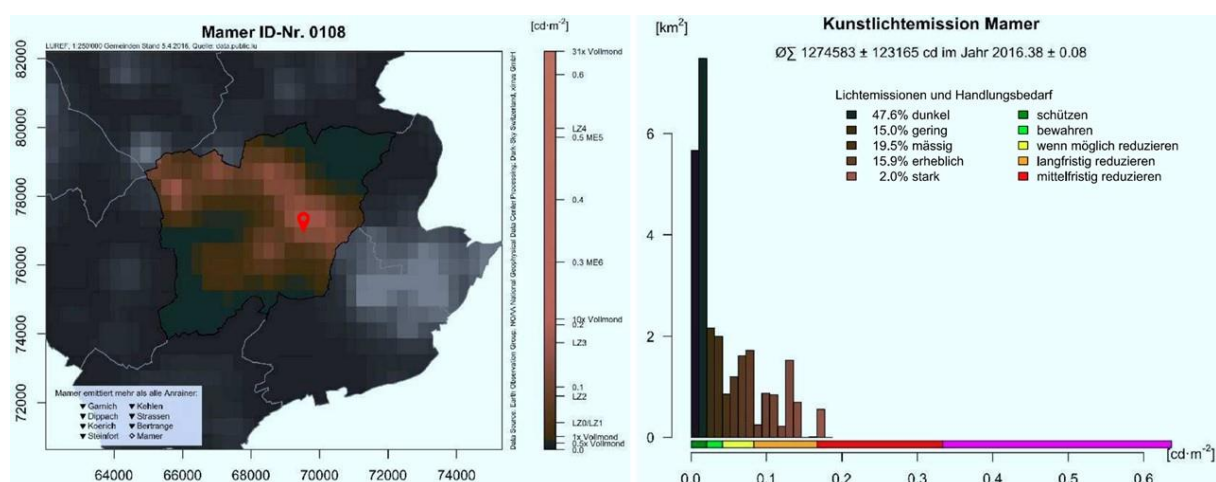 Mamer ID-Nr. 0108
LUREF, 1:250'000 Gemeinden Stand 5.4.2016, Quelle: data.public.lu
[cd·m⁻²]
82000
80000
78000
76000
74000
72000
64000
66000
68000
70000
72000
74000
Mamer emittiert mehr als alle Anrainer:
▼ Garnich ▼ Kehlen
▼ Dippach ▼ Strassen
▼ Koerich ▼ Bertrange
▼ Steinfort ◇ Mamer
Data Source: Earth Observation Group, NOAA National Geophysical Data Center Processing: Dark-Sky Switzerland, xirrus GmbH
31x Vollmond
0.6
LZ4
0.5 ME5
0.4
0.3 ME6
10x Vollmond
0.2
LZ3
0.1
LZ2
LZ0/LZ1
1x Vollmond
0.5x Vollmond
0.0
Kunstlichtemission Mamer
[km²]
Ø∑ 1274583 ± 123165 cd im Jahr 2016.38 ± 0.08
Lichtemissionen und Handlungsbedarf
47.6% dunkel schützen
15.0% gering bewahren
19.5% mässig wenn möglich reduzieren
15.9% erheblich langfristig reduzieren
2.0% stark mittelfristig reduzieren
6
4
2
0
0.0 0.1 0.2 0.3 0.4 0.5 0.6
[cd·m⁻²]